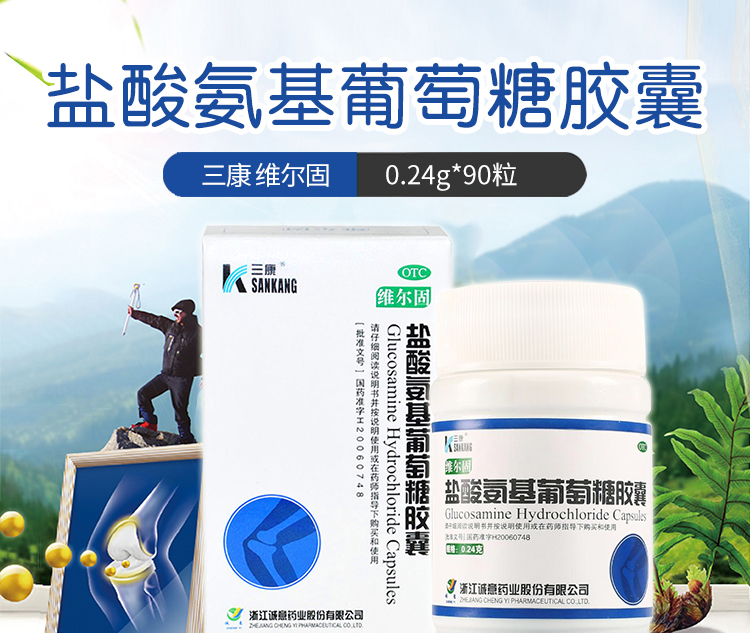 盐酸氨基葡萄糖胶囊
三康 维尔固
0.24g*90粒
三康
SANKANG
OTC
维尔固
盐酸氨基葡萄糖胶囊
Glucosamine Hydrochloride Capsules
请仔细阅读说明书并按说明使用或在药师指导下购买和使用
[批准文号] 国药准字H20060748
浙江诚意药业股份有限公司
ZHEJIANG CHENG YI PHARMACEUTICAL CO.,LTD.
三康
SANKANG
OTC
维尔固
盐酸氨基葡萄糖胶囊
Glucosamine Hydrochloride Capsules
请仔细阅读说明书并按说明使用或在药师指导下购买和使用
[批准文号] 国药准字H20060748
规格：0.24克
浙江诚意药业股份有限公司
ZHEJIANG CHENG YI PHARMACEUTICAL CO.,LTD.